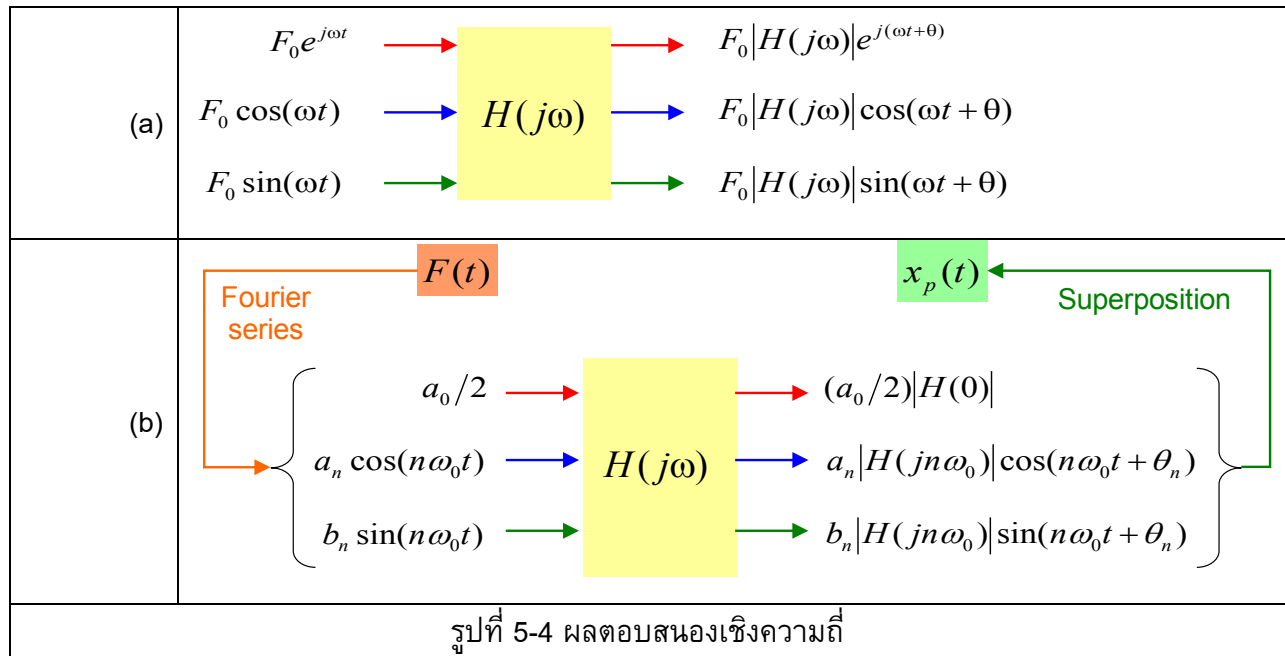 (a)
F₀e^{jωt}
F₀|H(jω)|e^{j(ωt+θ)}
F₀ cos(ωt)
H(jω)
F₀|H(jω)|cos(ωt + θ)
F₀ sin(ωt)
F₀|H(jω)|sin(ωt + θ)
(b)
F(t)
x_p(t)
Fourier
series
Superposition
a₀/2
(a₀/2)|H(0)|
a_n cos(nω₀t)
H(jω)
a_n|H(jnω₀)|cos(nω₀t + θ_n)
b_n sin(nω₀t)
b_n|H(jnω₀)|sin(nω₀t + θ_n)
รูปที่ 5-4 ผลตอบสนองเชิงความถี่